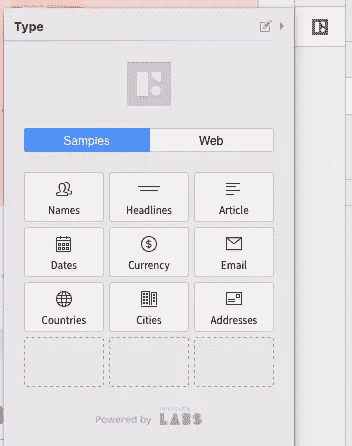 Type
Samples Web
Names Headlines Article
Dates Currency Email
Countries Cities Addresses
Powered by LABS